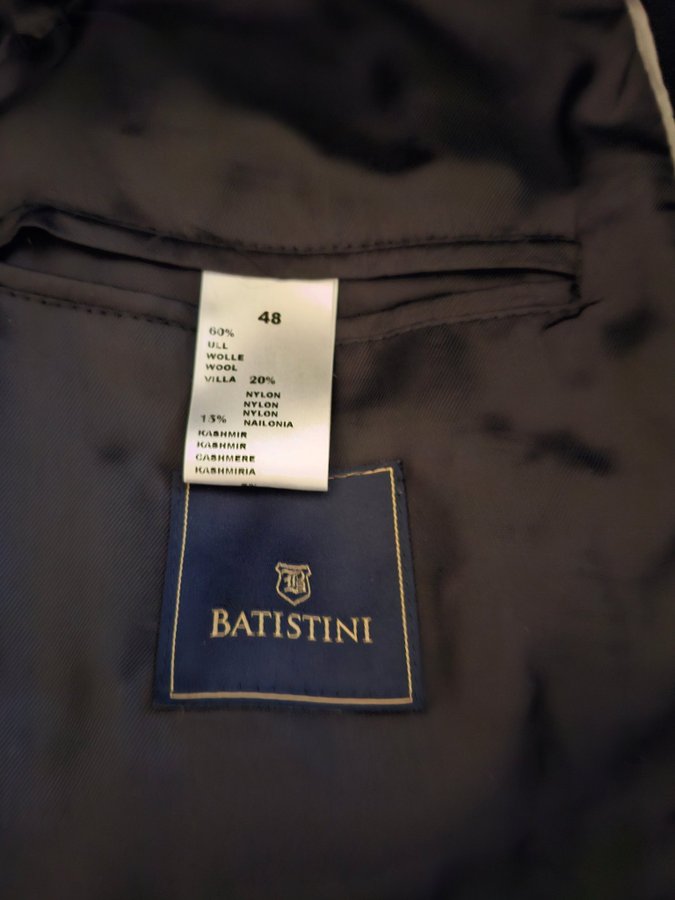 48
60%
ULL
WOLLE
WOOL
VILLA 20%
NYLON
NYLON
NYLON
15% NAILONIA
KASHMIR
KASHMIR
CASHMERE
KASHMIRIA
B
BATISTINI